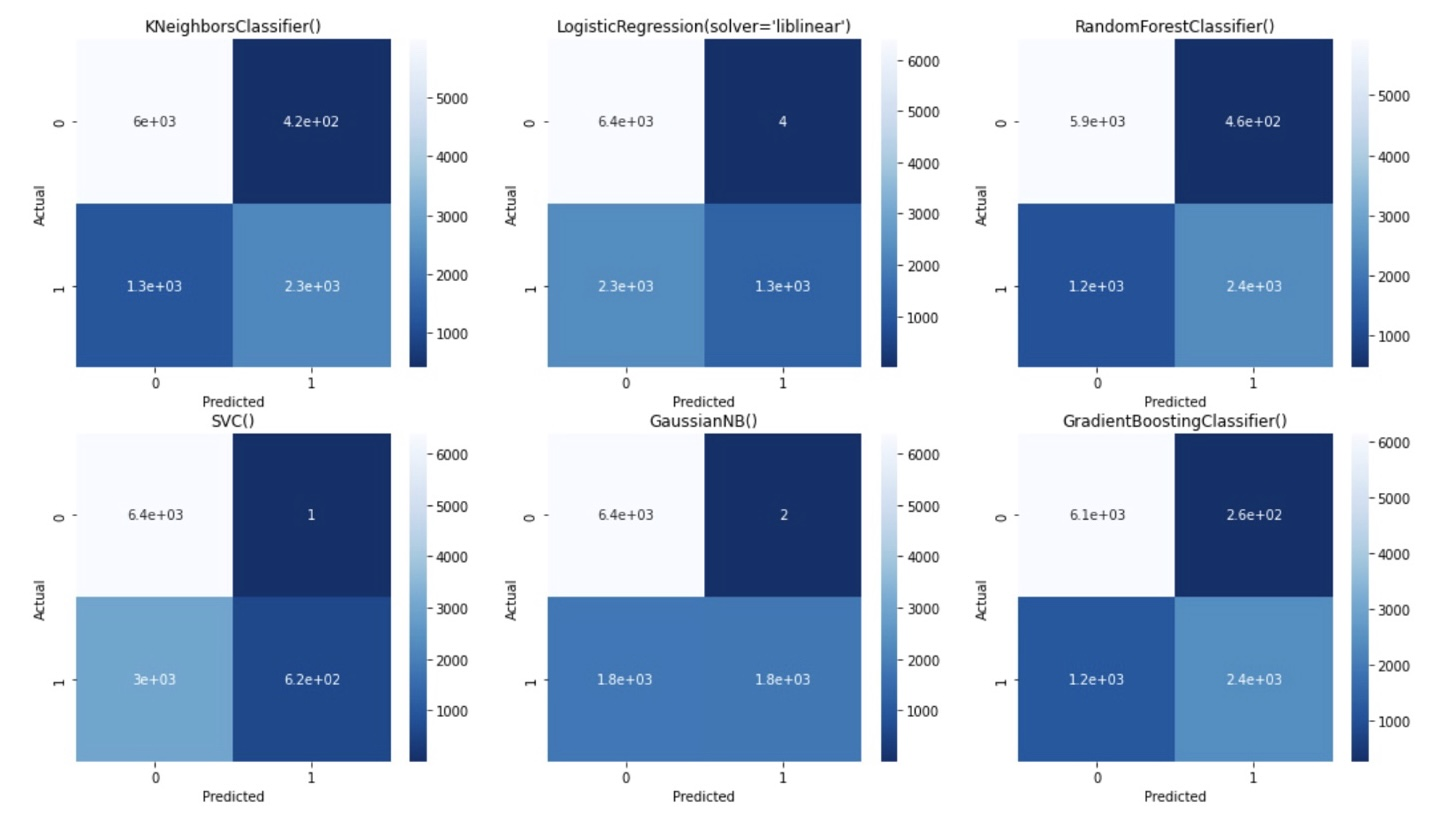 KNeighborsClassifier()
LogisticRegression(solver='liblinear')
RandomForestClassifier()
0
6e+03
4.2e+02
1
1.3e+03
2.3e+03
0
1
Actual
Predicted
5000
4000
3000
2000
1000
0
6.4e+03
4
1
2.3e+03
1.3e+03
0
1
Actual
Predicted
6000
5000
4000
3000
2000
1000
0
5.9e+03
4.6e+02
1
1.2e+03
2.4e+03
0
1
Actual
Predicted
5000
4000
3000
2000
1000
SVC()
GaussianNB()
GradientBoostingClassifier()
0
6.4e+03
1
1
3e+03
6.2e+02
0
1
Actual
Predicted
6000
5000
4000
3000
2000
1000
0
6.4e+03
2
1
1.8e+03
1.8e+03
0
1
Actual
Predicted
6000
5000
4000
3000
2000
1000
0
6.1e+03
2.6e+02
1
1.2e+03
2.4e+03
0
1
Actual
Predicted
6000
5000
4000
3000
2000
1000